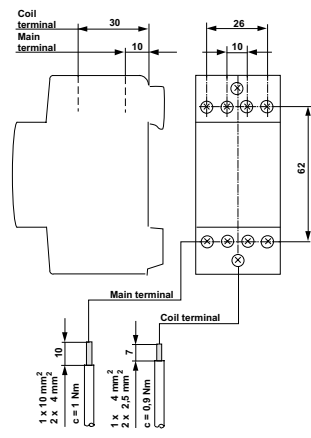 Coil
terminal
30
26
Main
terminal
10
10
62
Main terminal
Coil terminal
10
7
1 x 10 mm²
2 x 4 mm²
c = 1 Nm
1 x 4 mm²
2 x 2,5 mm²
c = 0,9 Nm